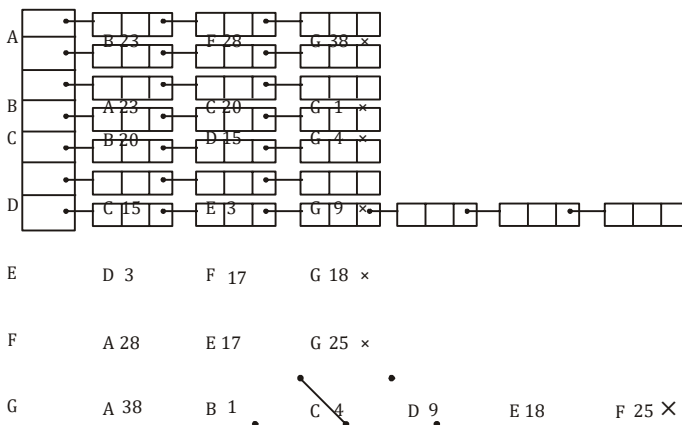 A B 23 F 28 G 38 ×
B A 23 C 20 G 1 ×
C B 20 D 15 G 4 ×
D C 15 E 3 G 9 ×
E D 3 F 17 G 18 ×
F A 28 E 17 G 25 ×
G A 38 B 1 C 4 D 9 E 18 F 25 ×